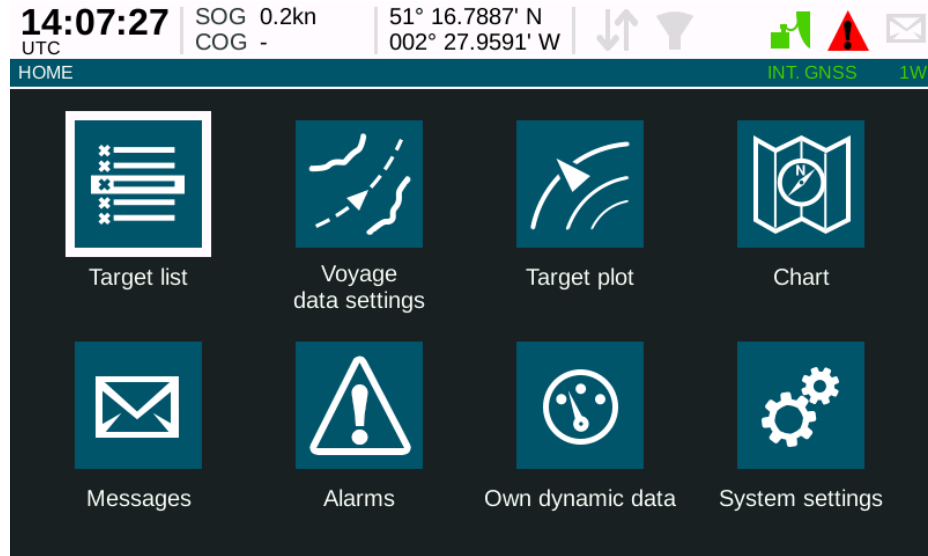 14:07:27 SOG 0.2kn 51° 16.7887' N
UTC COG - 002° 27.9591' W
HOME INT. GNSS 1W
Target list
Voyage
data settings
Target plot
N
Chart
Messages
Alarms
Own dynamic data
System settings